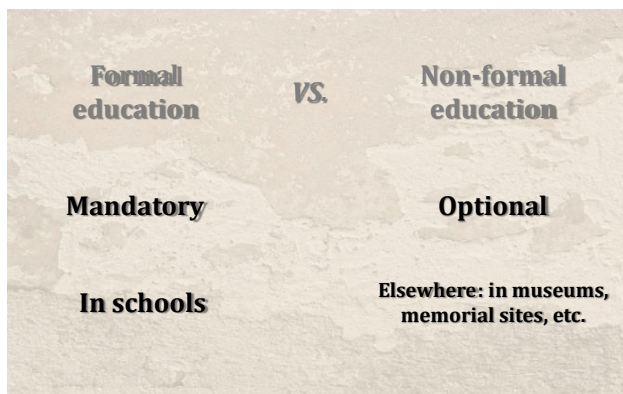 Formal
education
VS.
Non-formal
education
Mandatory
Optional
In schools
Elsewhere: in museums,
memorial sites, etc.